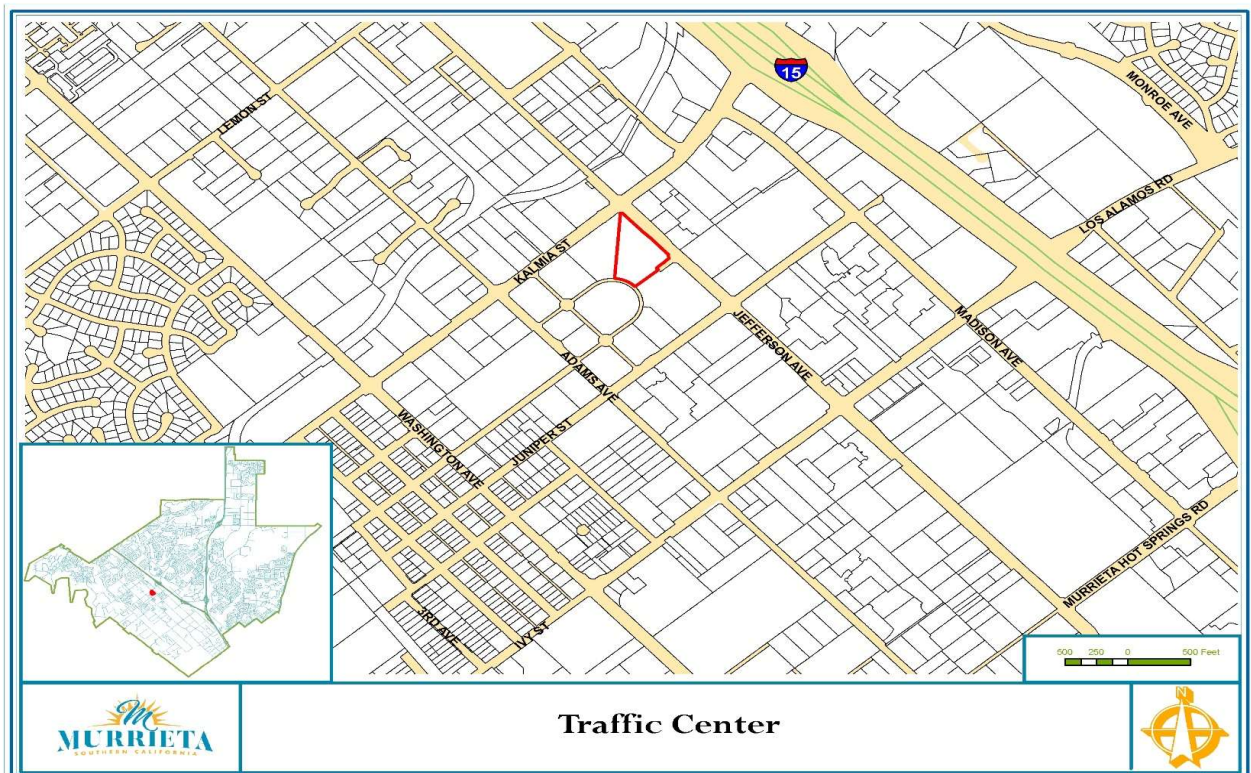 15
MONROE AVE
LEMON ST
LOS ALAMOS RD
KALMIA ST
JEFFERSON AVE
MADISON AVE
ADAMS AVE
WASHINGTON AVE
JUNIPER ST
MURRIETA HOT SPRINGS RD
3RD AVE
IVY ST
500 250 0 500 Feet
M
MURRIETA
SOUTHERN CALIFORNIA
Traffic Center
N